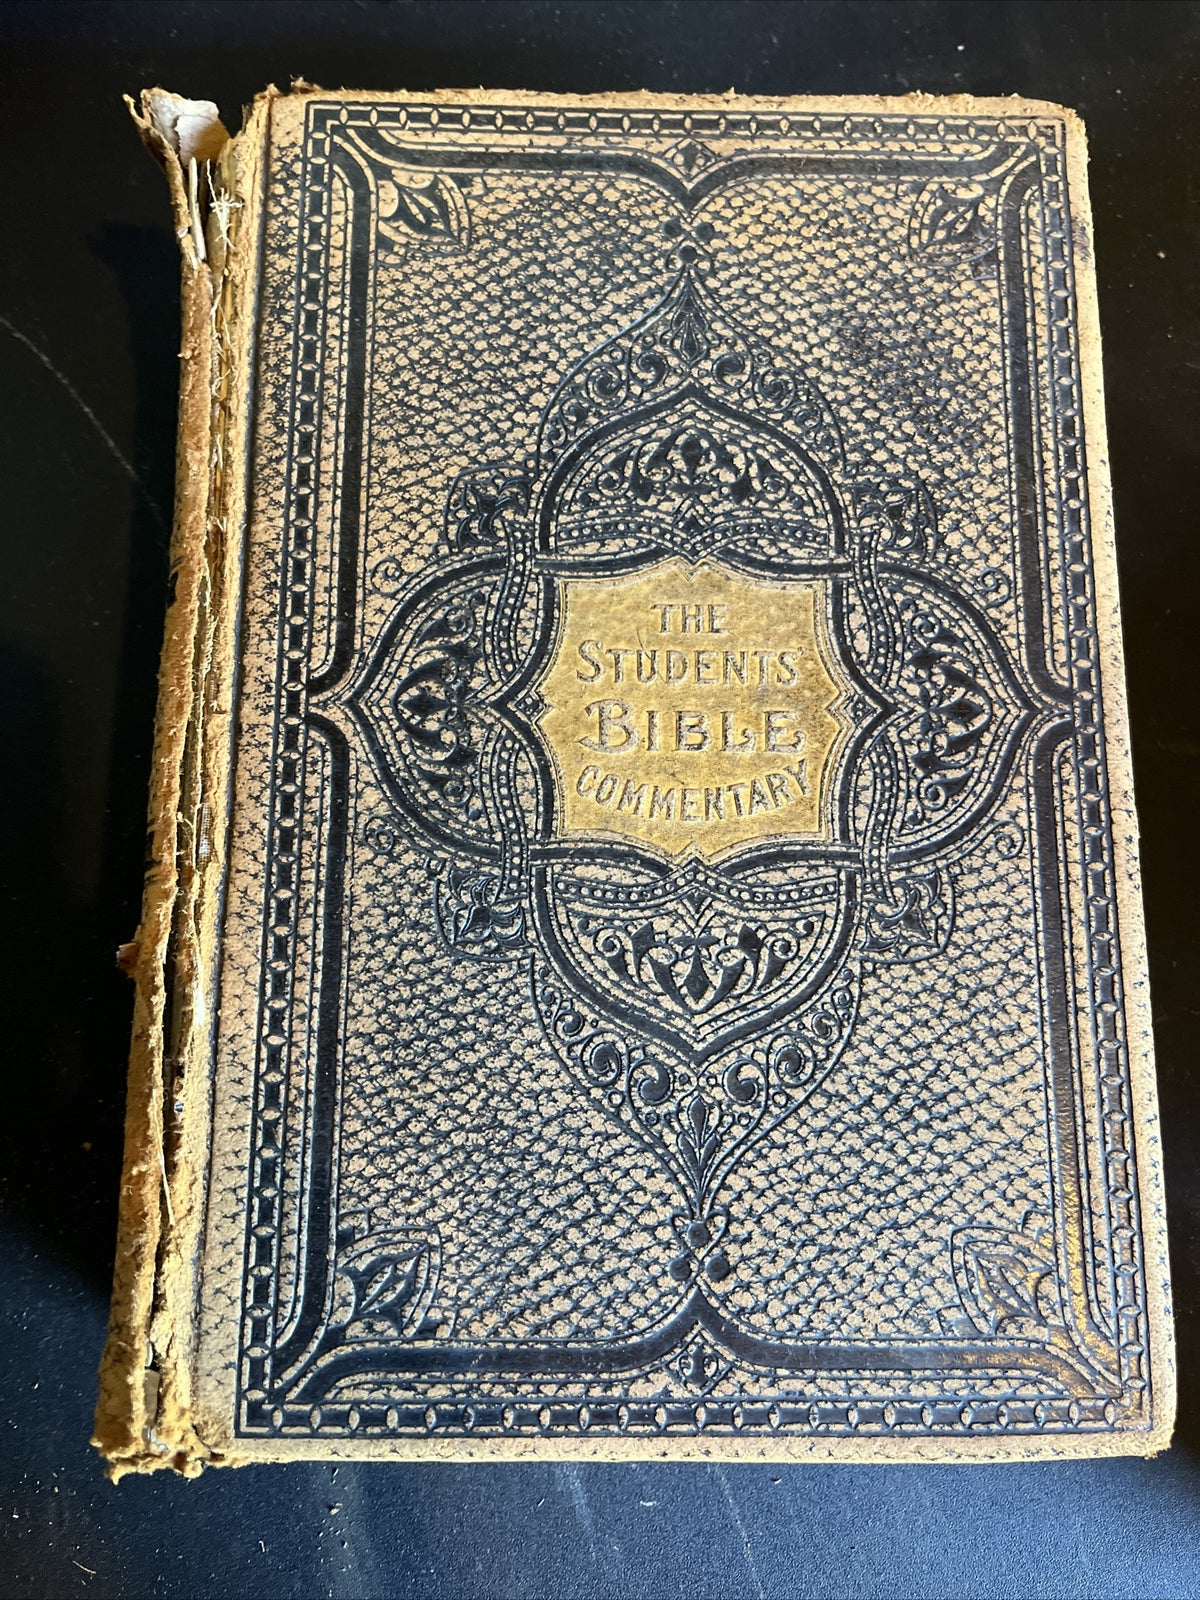 THE
STUDENTS'
BIBLE
COMMENTARY